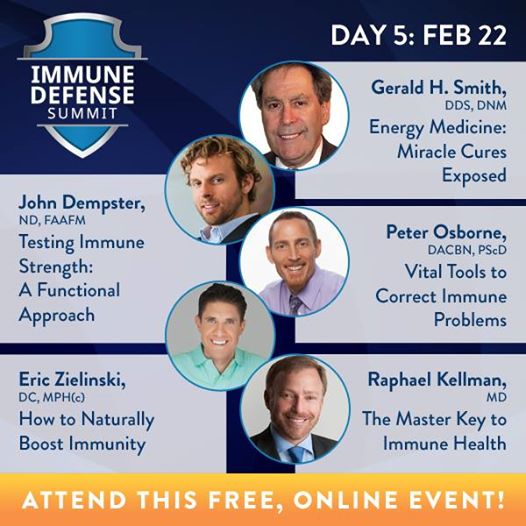 IMMUNE
DEFENSE
SUMMIT
DAY 5: FEB 22
Gerald H. Smith,
DDS, DNM
Energy Medicine:
Miracle Cures
Exposed
John Dempster,
ND, FAAFM
Testing Immune
Strength:
A Functional
Approach
Peter Osborne,
DACBN, PScD
Vital Tools to
Correct Immune
Problems
Eric Zielinski,
DC, MPH(c)
How to Naturally
Boost Immunity
Raphael Kellman,
MD
The Master Key to
Immune Health
ATTEND THIS FREE, ONLINE EVENT!